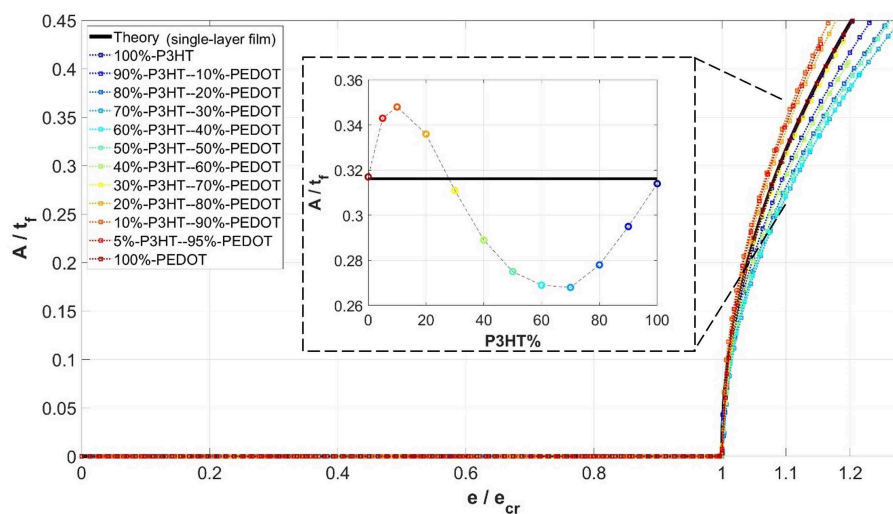 0.45
0.4
0.35
0.3
0.25
0.2
0.15
0.1
0.05
0
A / t_f
Theory (single-layer film)
100%-P3HT
90%-P3HT--10%-PEDOT
80%-P3HT--20%-PEDOT
70%-P3HT--30%-PEDOT
60%-P3HT--40%-PEDOT
50%-P3HT--50%-PEDOT
40%-P3HT--60%-PEDOT
30%-P3HT--70%-PEDOT
20%-P3HT--80%-PEDOT
10%-P3HT--90%-PEDOT
5%-P3HT--95%-PEDOT
100%-PEDOT
0.36
0.34
0.32
0.3
0.28
0.26
A / t_f
0 20 40 60 80 100
P3HT%
0 0.2 0.4 0.6 0.8 1 1.1 1.2
e / e_cr